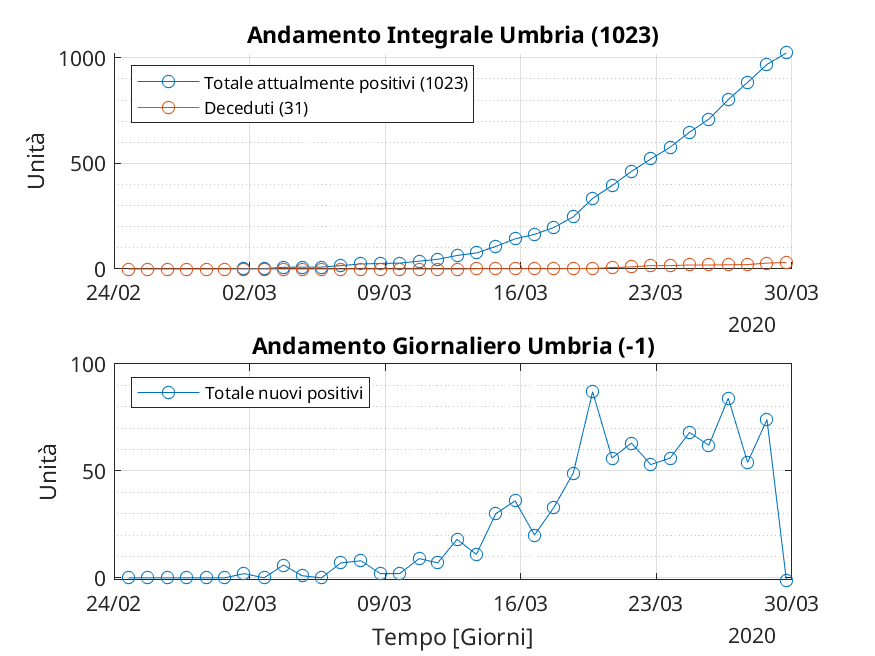 Andamento Integrale Umbria (1023)
1000
500
0
Unità
Totale attualmente positivi (1023)
Deceduti (31)
24/02 02/03 09/03 16/03 23/03 30/03
2020
Andamento Giornaliero Umbria (-1)
100
50
0
Unità
Totale nuovi positivi
24/02 02/03 09/03 16/03 23/03 30/03
Tempo [Giorni]
2020